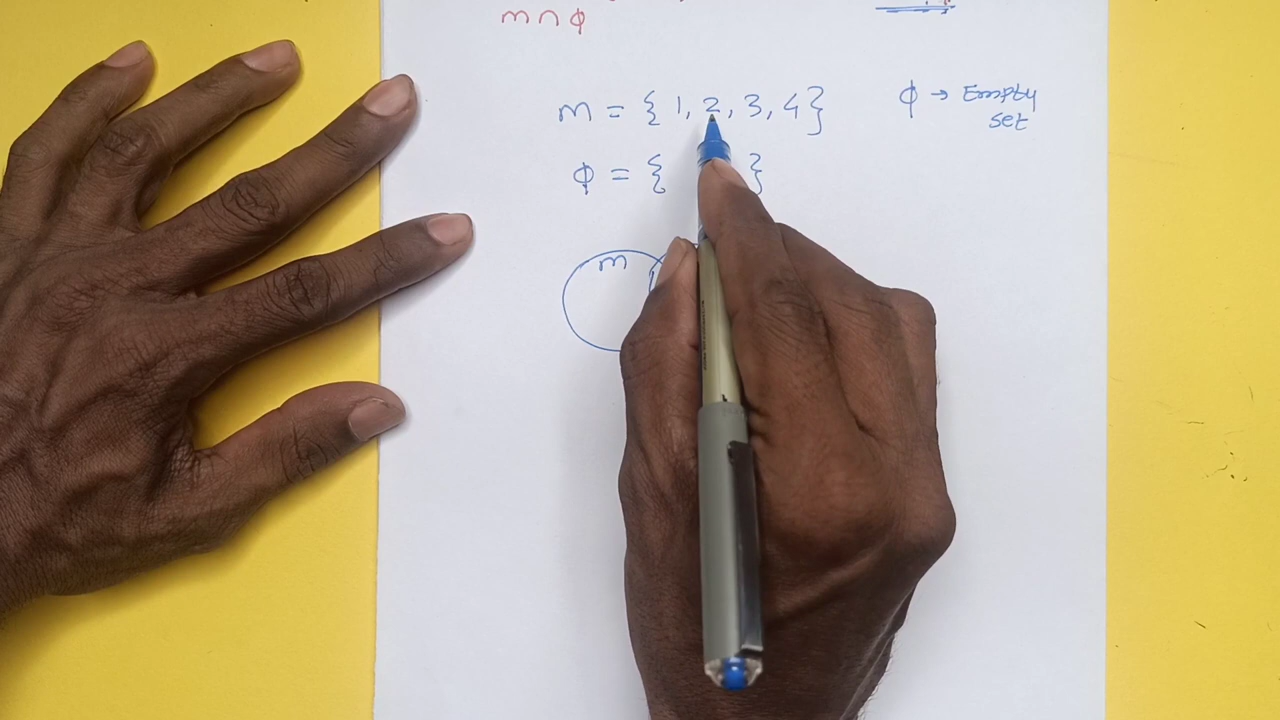 m ∩ ϕ
m = { 1, 2, 3, 4 }
ϕ → Empty
set
ϕ = { }
m